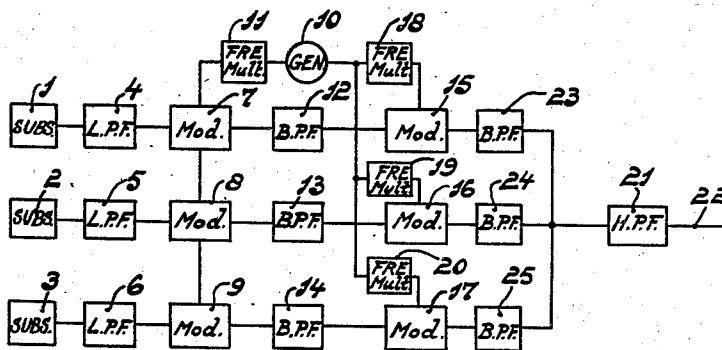 11 10 18
FRE Mult. GEN. FRE Mult.
1 4 7 12 15 23
SUBS. L.P.F. Mod. B.P.F. Mod. B.P.F.
19
FRE Mult.
2 5 8 13 16 24 21 22
SUBS. L.P.F. Mod. B.P.F. Mod. B.P.F. H.P.F.
20
FRE Mult.
3 6 9 14 17 25
SUBS. L.P.F. Mod. B.P.F. Mod. B.P.F.